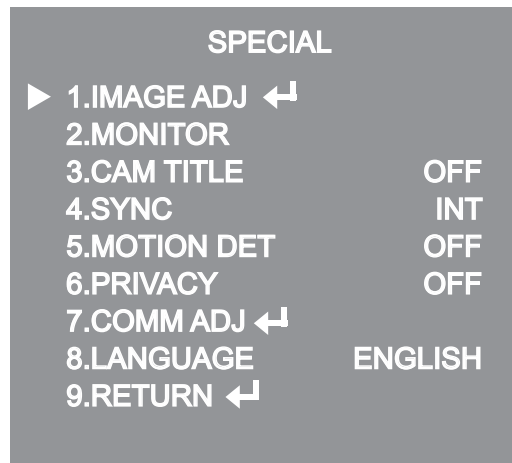 SPECIAL
▶ 1.IMAGE ADJ ↵
2.MONITOR
3.CAM TITLE OFF
4.SYNC INT
5.MOTION DET OFF
6.PRIVACY OFF
7.COMM ADJ ↵
8.LANGUAGE ENGLISH
9.RETURN ↵